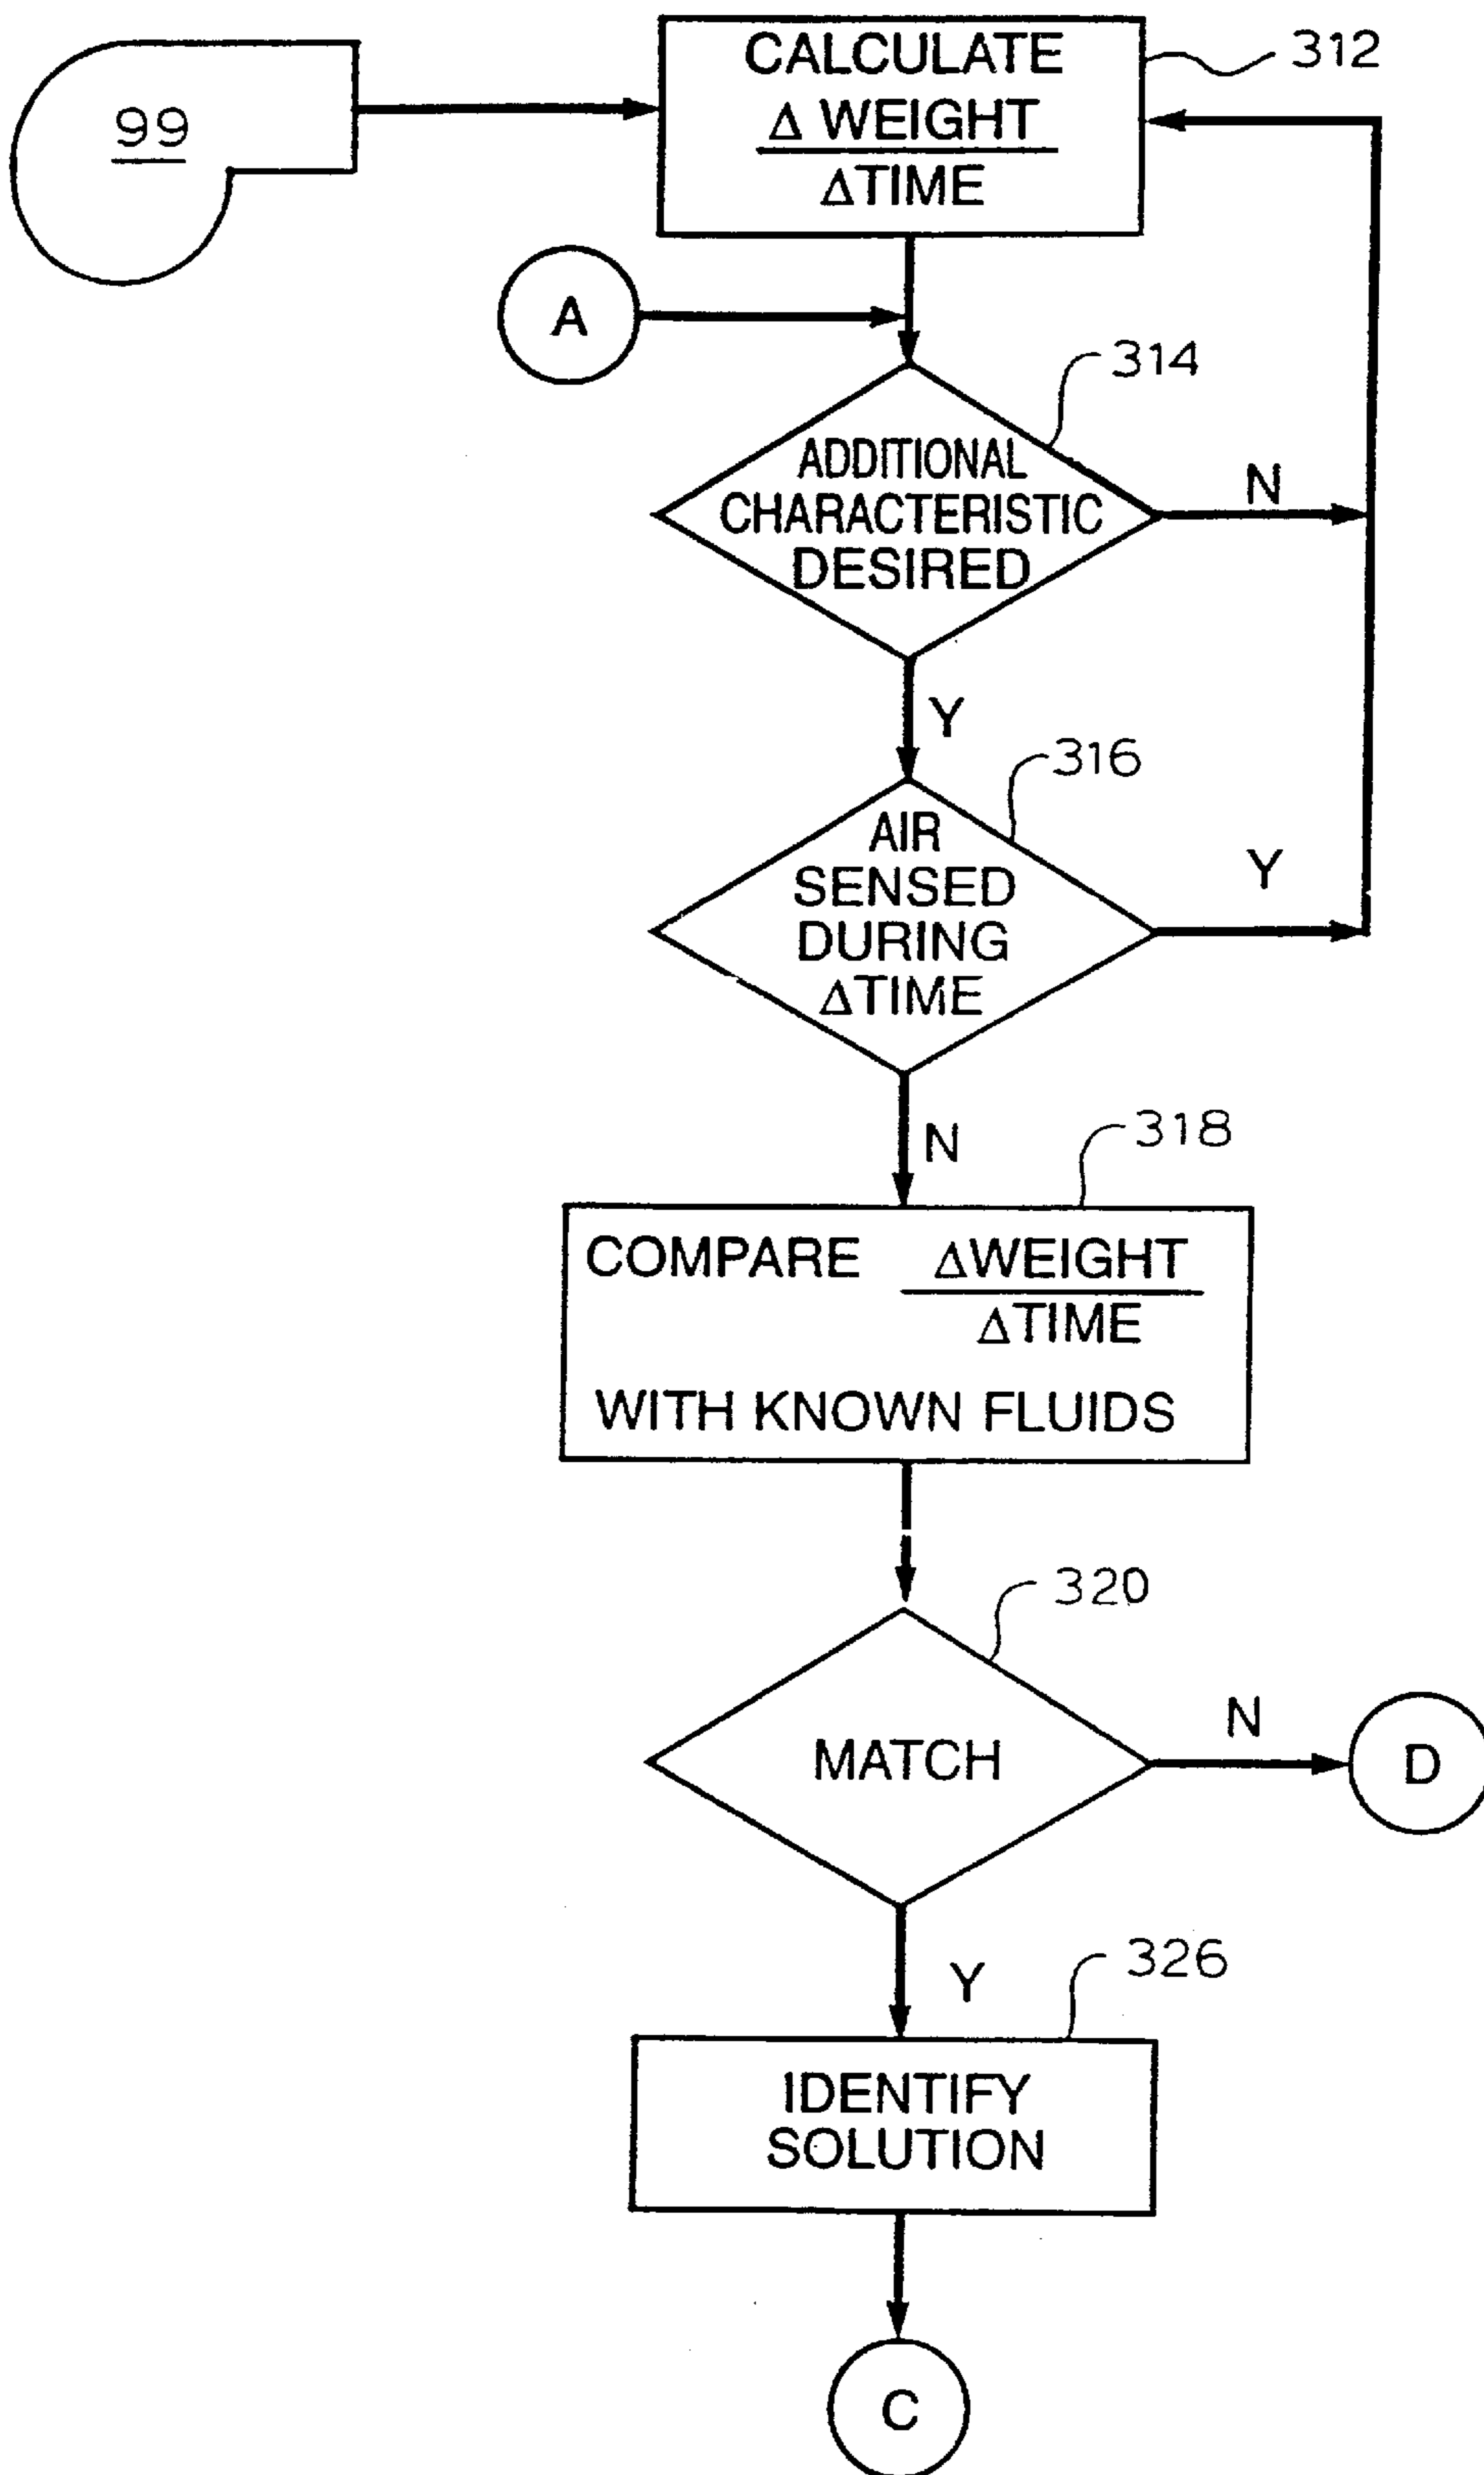 99
CALCULATE
Δ WEIGHT
ΔTIME
312
A
314
ADDITIONAL
CHARACTERISTIC
DESIRED
N
Y
316
AIR
SENSED
DURING
ΔTIME
Y
N
318
COMPARE ΔWEIGHT
ΔTIME
WITH KNOWN FLUIDS
320
MATCH
N
D
Y
326
IDENTIFY
SOLUTION
C